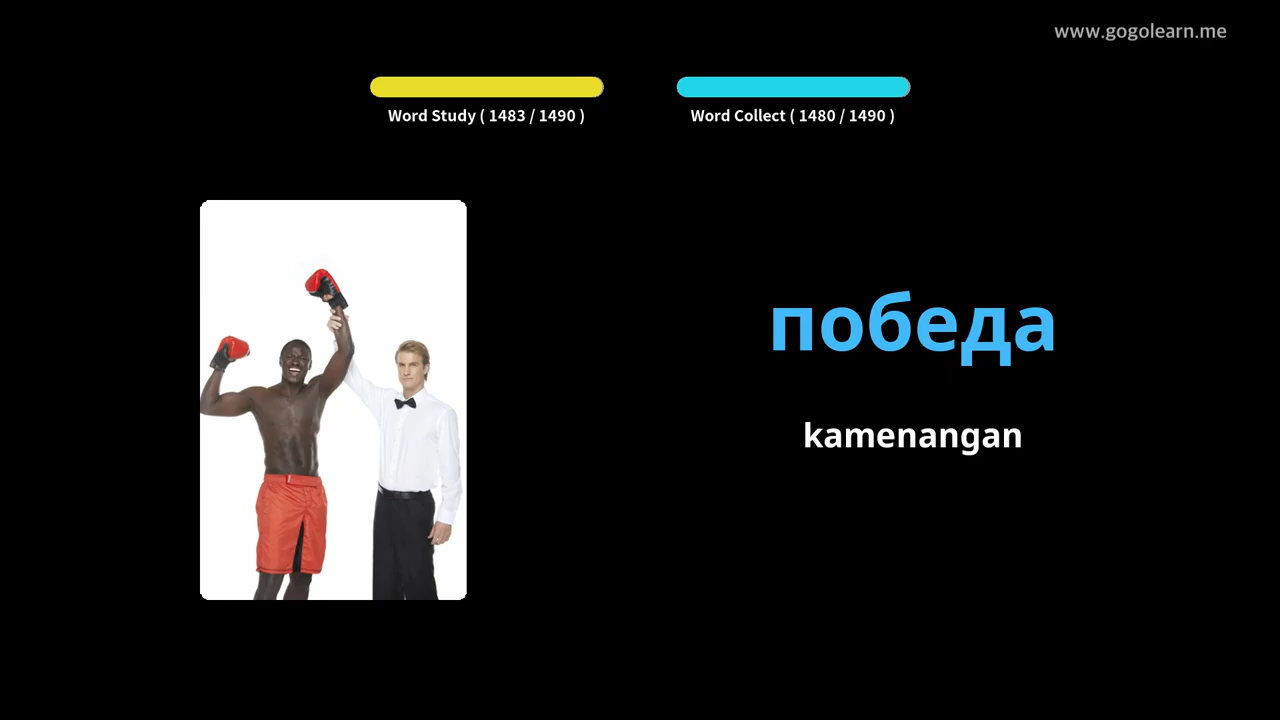 www.gogolearn.me
Word Study ( 1483 / 1490 )
Word Collect ( 1480 / 1490 )
победа
kamenangan